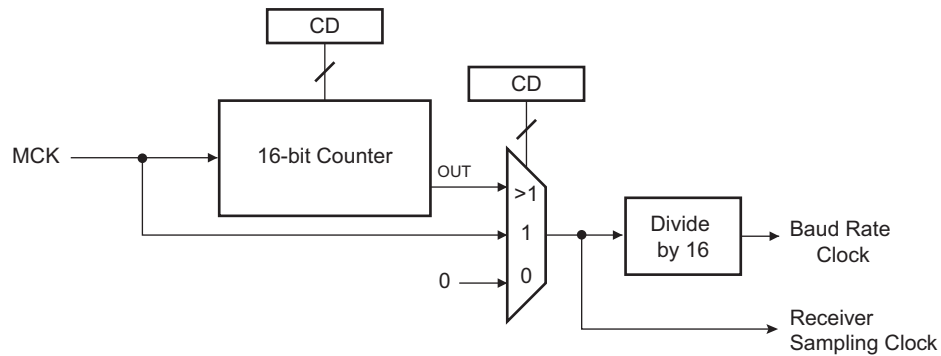 CD
CD
MCK
16-bit Counter
OUT
>1
1
0
0
Divide
by 16
Baud Rate
Clock
Receiver
Sampling Clock